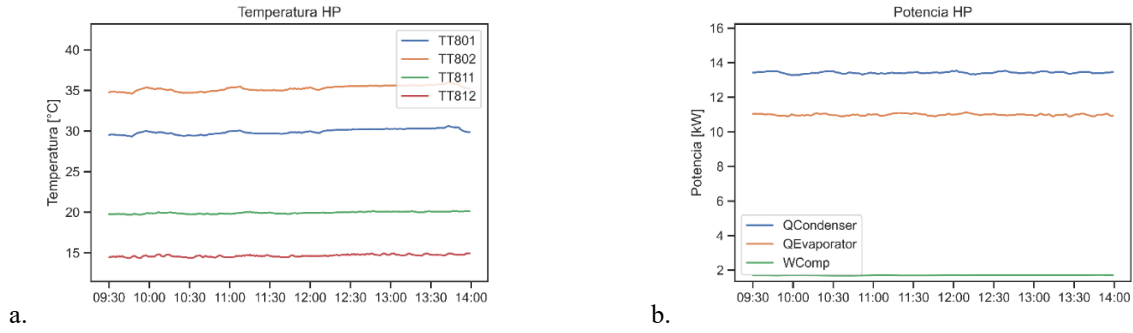 Temperatura HP
Temperatura [°C]
40
35
30
25
20
15
TT801
TT802
TT811
TT812
09:30 10:00 10:30 11:00 11:30 12:00 12:30 13:00 13:30 14:00
a.
Potencia HP
Potencia [kW]
16
14
12
10
8
6
4
2
QCondenser
QEvaporator
WComp
09:30 10:00 10:30 11:00 11:30 12:00 12:30 13:00 13:30 14:00
b.